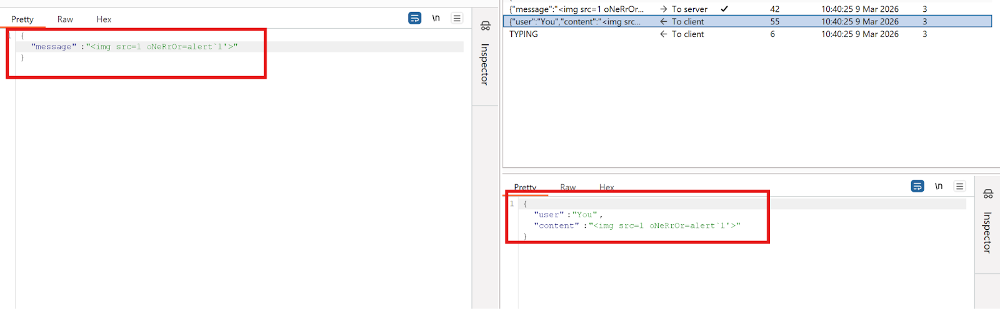 Pretty Raw Hex \n
1 {
"message" :"<img src=1 oNeRrOr=alert`1'>"
}
Inspector
{"message":"<img src=1 oNeRrOr... → To server ✓ 42 10:40:25 9 Mar 2026 3
{"user":"You","content":"<img src... ← To client 55 10:40:25 9 Mar 2026 3
TYPING ← To client 6 10:40:25 9 Mar 2026 3
Pretty Raw Hex \n
1 {
"user" :"You" ,
"content" :"<img src=1 oNeRrOr=alert`1'>"
}
Inspector